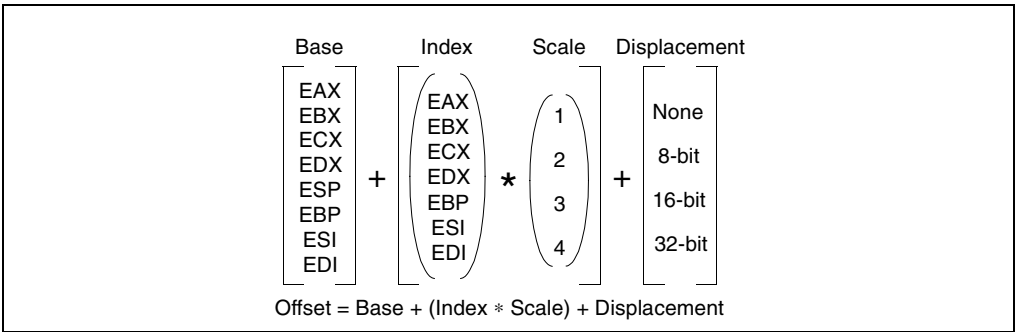 Base Index Scale Displacement
EAX
EBX
ECX
EDX
ESP
EBP
ESI
EDI
+
EAX
EBX
ECX
EDX
EBP
ESI
EDI
*
1
2
3
4
+
None
8-bit
16-bit
32-bit
Offset = Base + (Index * Scale) + Displacement